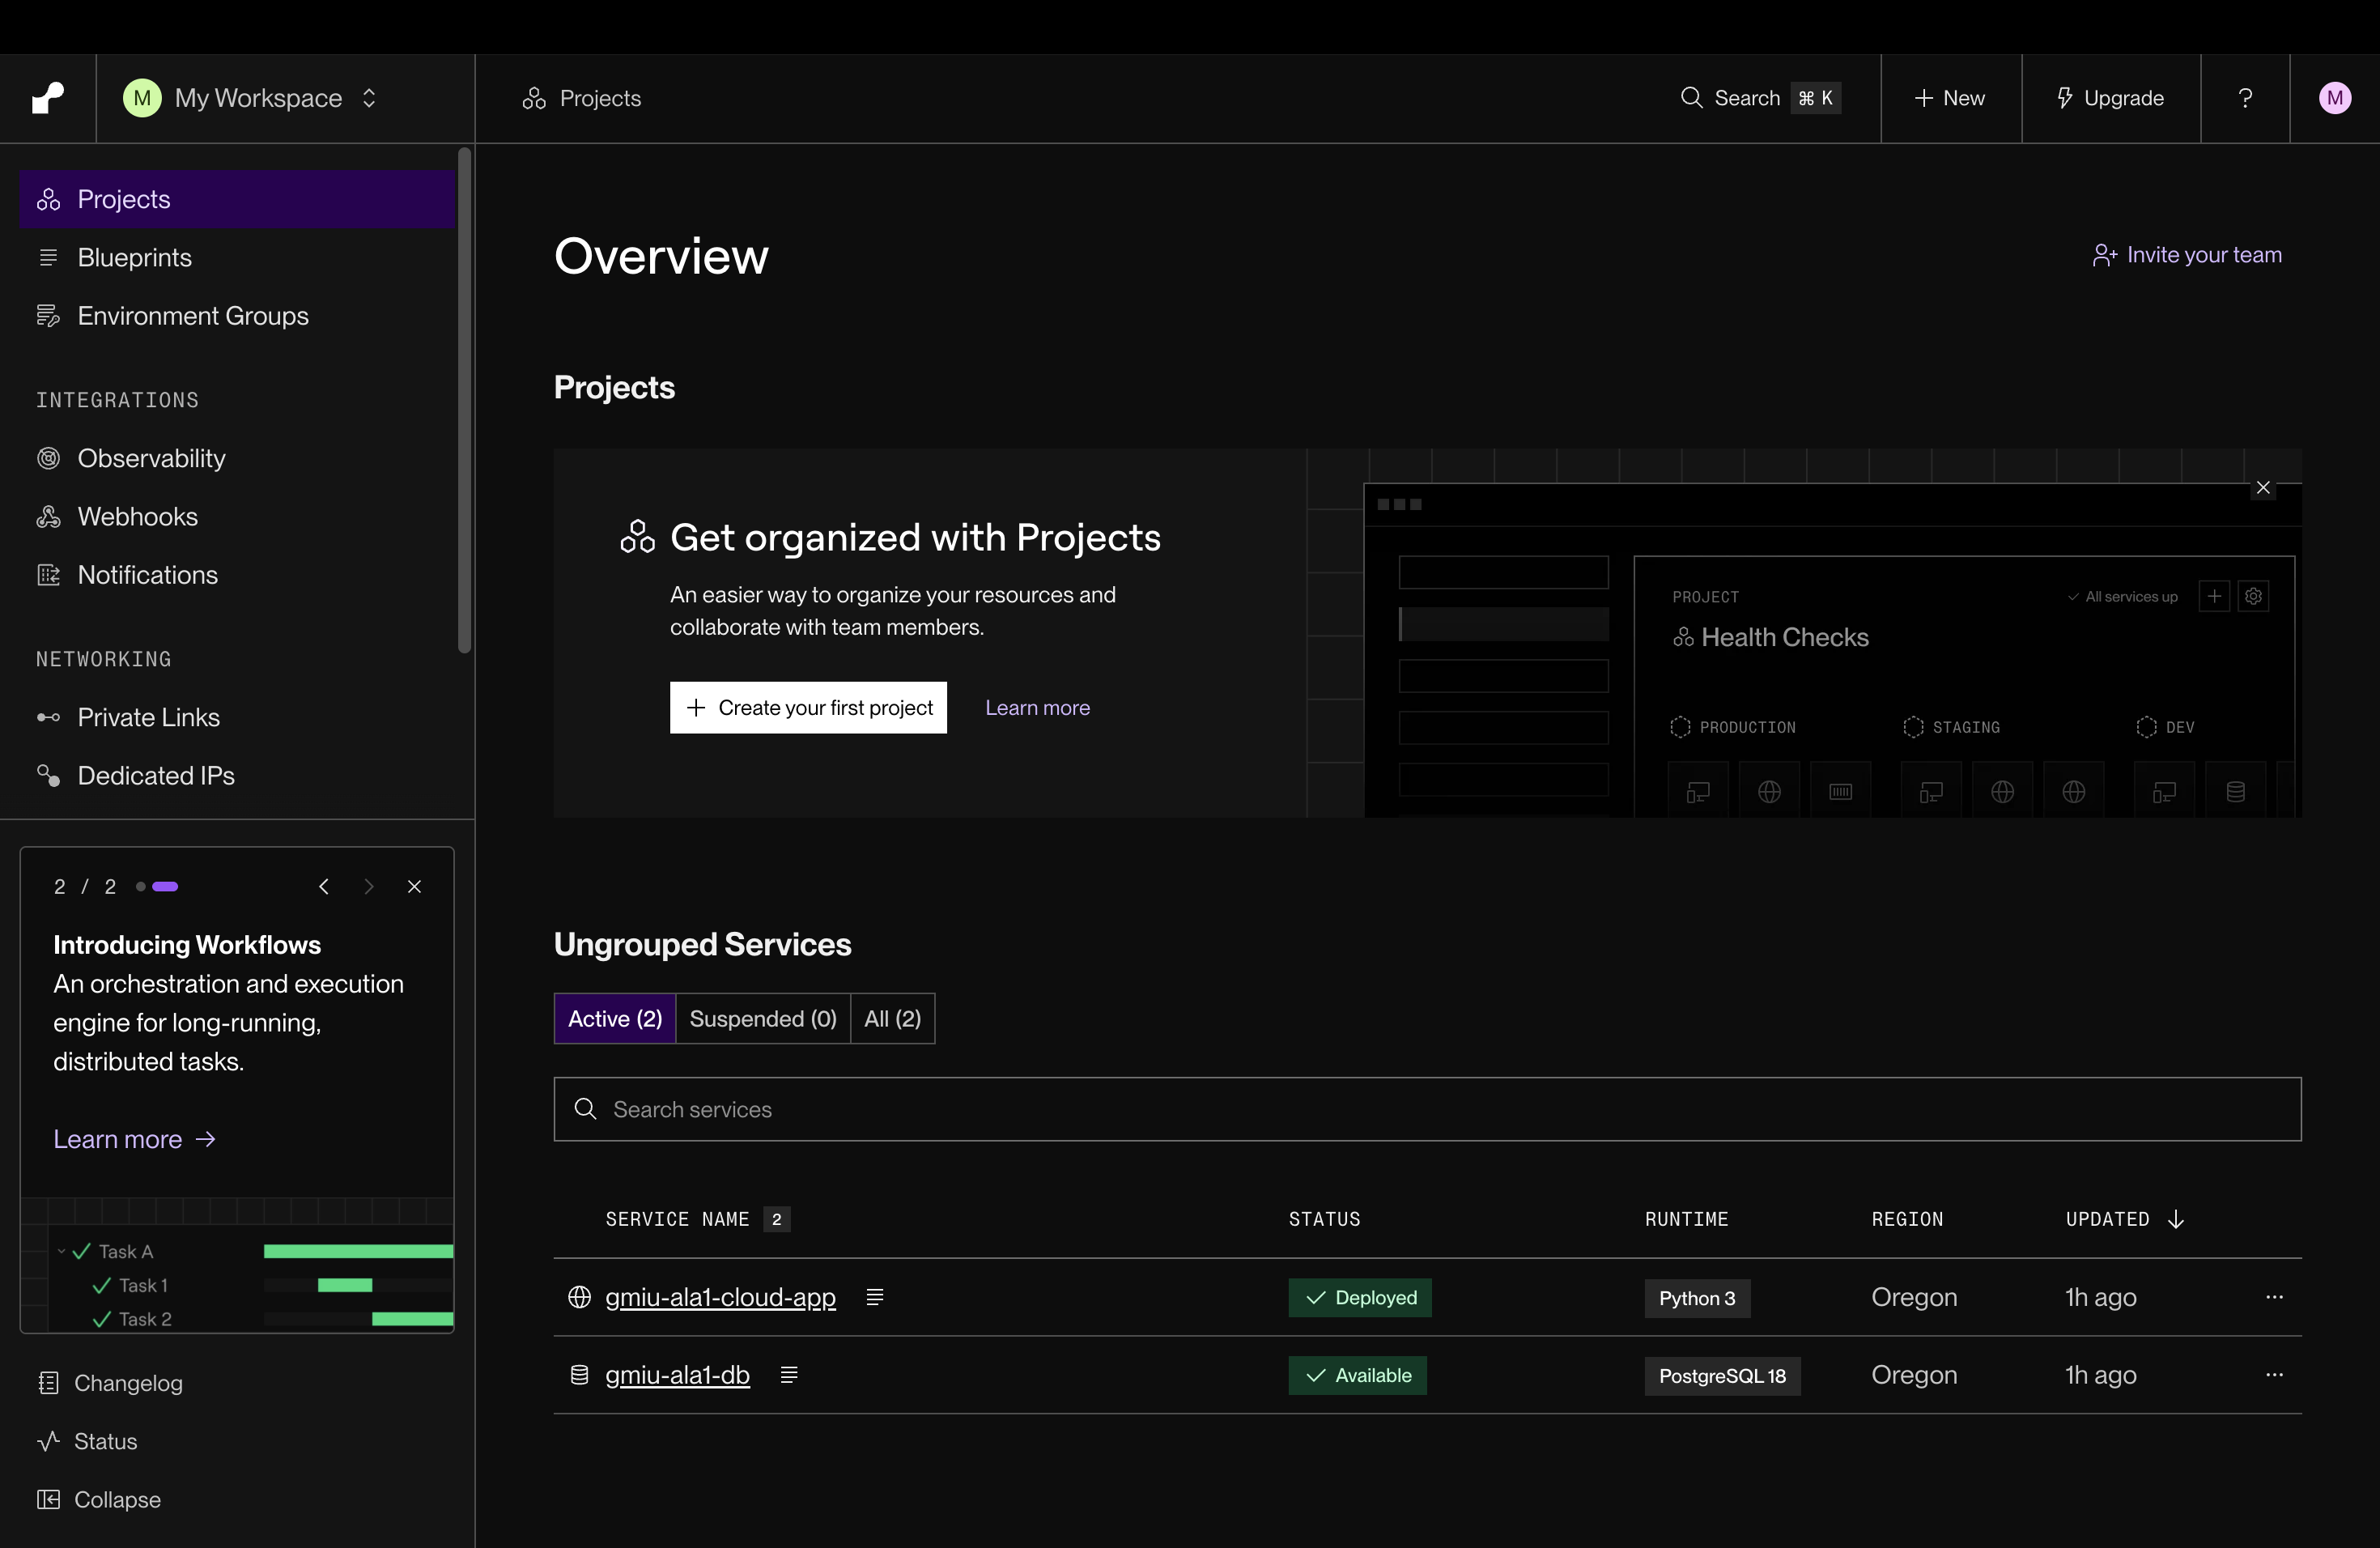 M My Workspace
Projects
Search ⌘ K
+ New
Upgrade
?
M
Projects
Blueprints
Environment Groups
INTEGRATIONS
Observability
Webhooks
Notifications
NETWORKING
Private Links
Dedicated IPs
2 / 2
Introducing Workflows
An orchestration and execution
engine for long-running,
distributed tasks.
Learn more →
Task A
Task 1
Task 2
Changelog
Status
Collapse
Overview
Invite your team
Projects
Get organized with Projects
An easier way to organize your resources and
collaborate with team members.
+ Create your first project
Learn more
PROJECT
All services up
Health Checks
PRODUCTION
STAGING
DEV
Ungrouped Services
Active (2)
Suspended (0)
All (2)
Search services
SERVICE NAME 2 STATUS RUNTIME REGION UPDATED ↓
gmiu-ala1-cloud-app Deployed Python 3 Oregon 1h ago ···
gmiu-ala1-db Available PostgreSQL 18 Oregon 1h ago ···